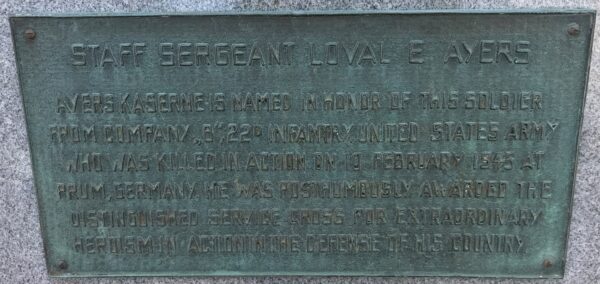 STAFF SERGEANT LOVAL E AYERS
AYERS KASERNE IS NAMED IN HONOR OF THIS SOLDIER
FROM COMPANY „B", 22D INFANTRY, UNITED STATES ARMY
WHO WAS KILLED IN ACTION ON FEBRUARY 1945 AT
PRUM, GERMANY. HE WAS POSTHUMOUSLY AWARDED THE
DISTINGUISHED SERVICE CROSS FOR EXTRAORDINARY
HEROISM IN ACTION IN THE DEFENSE OF HIS COUNTRY.